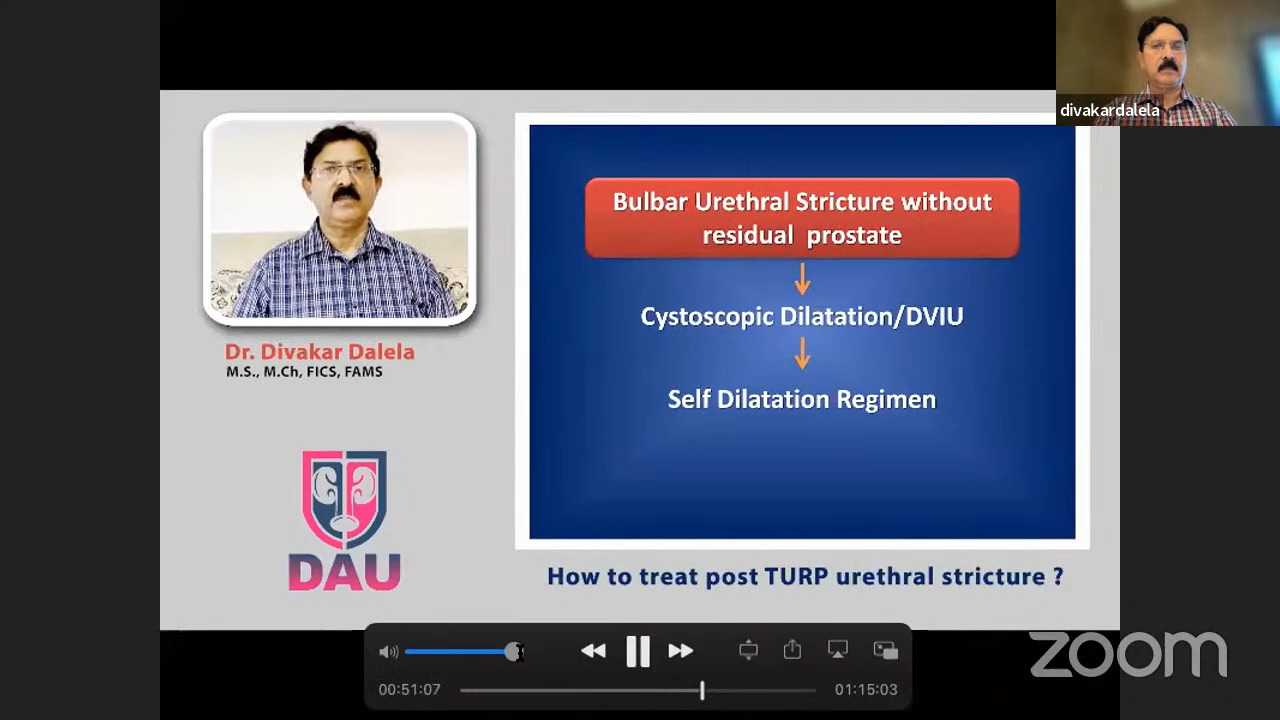 divakardalela
Bulbar Urethral Stricture without
residual prostate
Cystoscopic Dilatation/DVIU
Self Dilatation Regimen
Dr. Divakar Dalela
M.S., M.Ch, FICS, FAMS
DAU
How to treat post TURP urethral stricture ?
00:51:07
01:15:03
zoom